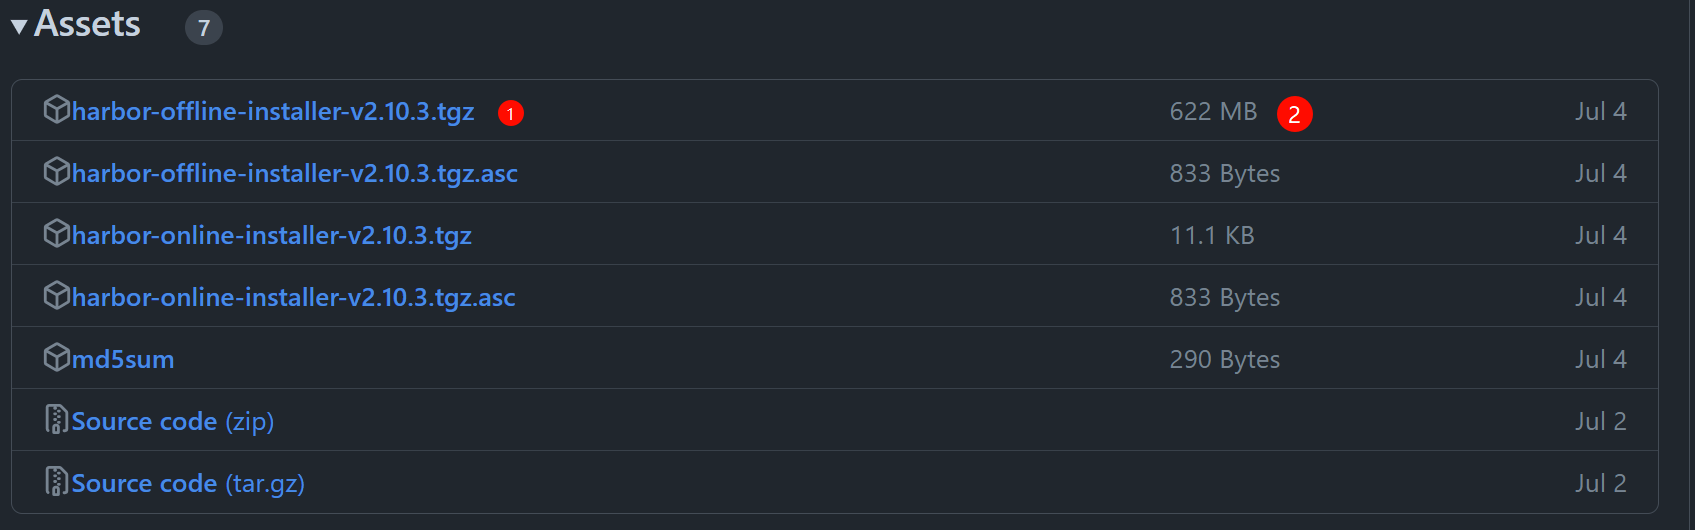 Assets 7
harbor-offline-installer-v2.10.3.tgz 1 622 MB 2 Jul 4
harbor-offline-installer-v2.10.3.tgz.asc 833 Bytes Jul 4
harbor-online-installer-v2.10.3.tgz 11.1 KB Jul 4
harbor-online-installer-v2.10.3.tgz.asc 833 Bytes Jul 4
md5sum 290 Bytes Jul 4
Source code (zip) Jul 2
Source code (tar.gz) Jul 2